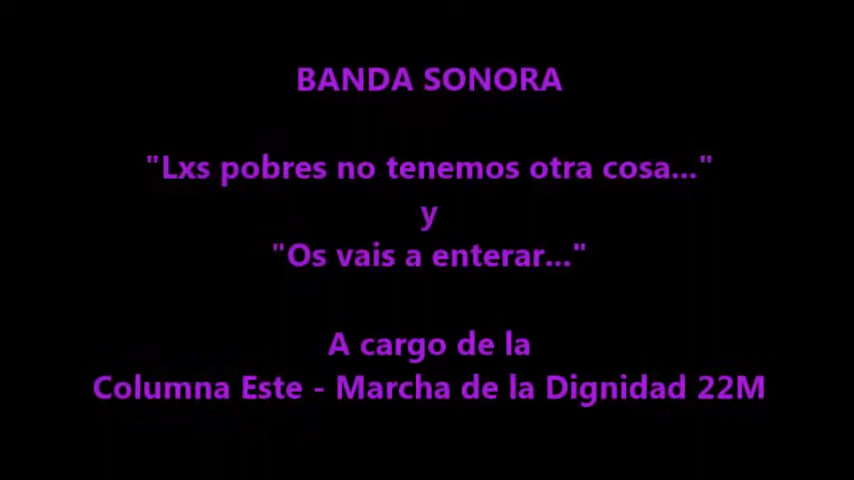 BANDA SONORA
"Lxs pobres no tenemos otra cosa..."
y
"Os vais a enterar..."
A cargo de la
Columna Este - Marcha de la Dignidad 22M